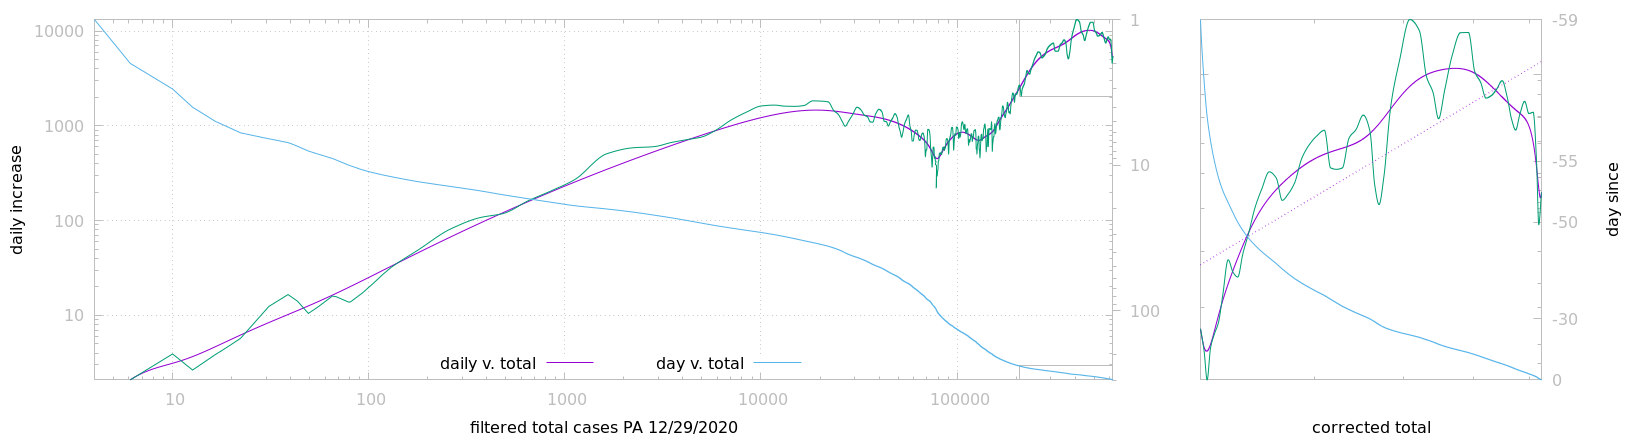 10000
1000
100
10
daily increase
10
100
1000
10000
100000
filtered total cases PA 12/29/2020
daily v. total
day v. total
1
10
100
-59
-55
-50
-30
0
day since
corrected total